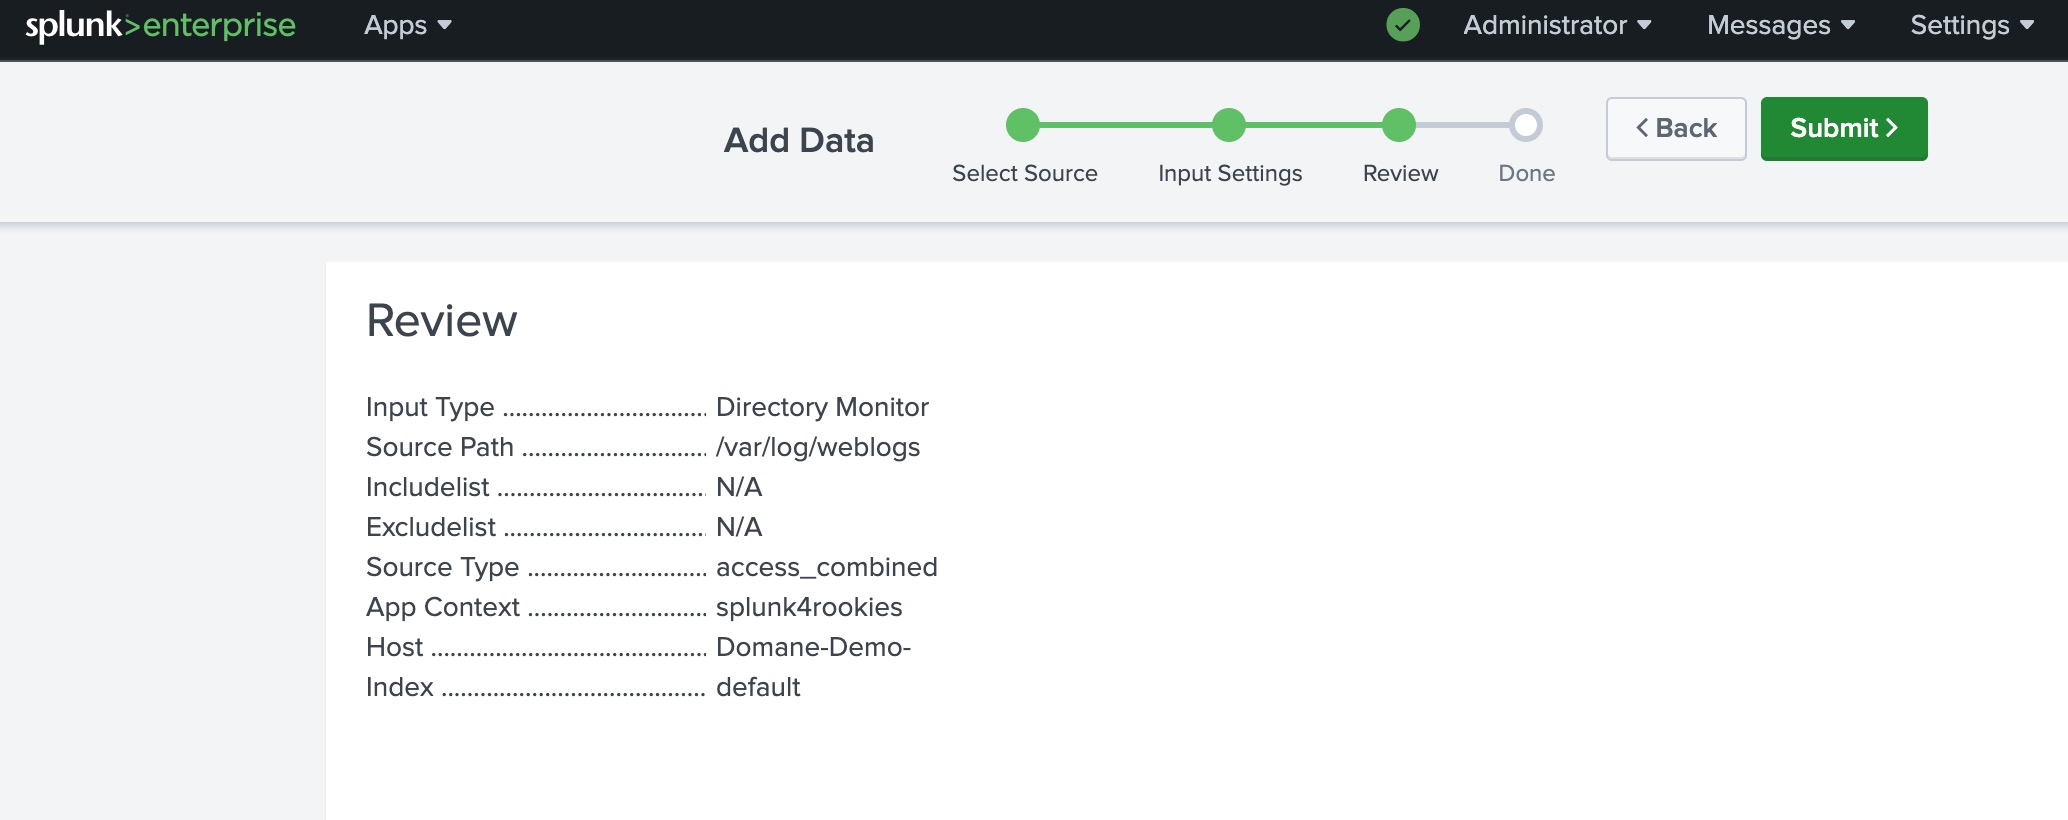 splunk>enterprise Apps Administrator Messages Settings
Add Data
Select Source Input Settings Review Done
< Back Submit >
Review
Input Type ................................ Directory Monitor
Source Path ............................. /var/log/weblogs
Includelist ................................. N/A
Excludelist ................................ N/A
Source Type ............................ access_combined
App Context ............................ splunk4rookies
Host ........................................... Domane-Demo-
Index ......................................... default